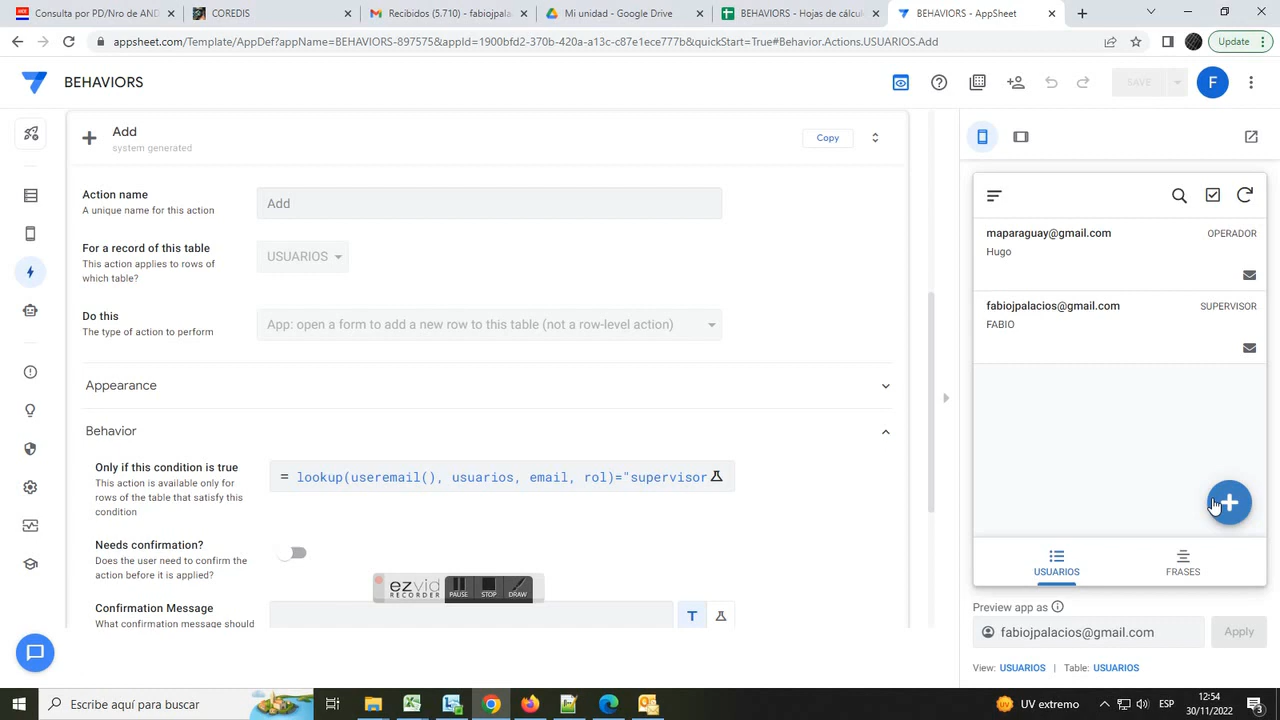 Consulta por PD/Nro de AND
COREDIS
Recibidos (5.713) - fabiojpala
Mi unidad - Google Drive
BEHAVIORS - Hojas de cálcul
BEHAVIORS - AppSheet
appsheet.com/Template/AppDef?appName=BEHAVIORS-897575&appId=1900bfd2-370b-420a-a13c-c87e1ece777b&quickStart=True#Behavior.Actions.USUARIOS.Add
Update
BEHAVIORS
SAVE
F
Add
system generated
Copy
Action name
A unique name for this action
Add
For a record of this table
This action applies to rows of
which table?
USUARIOS
Do this
The type of action to perform
App: open a form to add a new row to this table (not a row-level action)
Appearance
Behavior
Only if this condition is true
This action is available only for
rows of the table that satisfy this
condition
= lookup(useremail(), usuarios, email, rol)="supervisor
Needs confirmation?
Does the user need to confirm the
action before it is applied?
Confirmation Message
What confirmation message should
T
ezvid
RECORDER
PAUSE
STOP
DRAW
maparaguay@gmail.com
OPERADOR
Hugo
fabiojpalacios@gmail.com
SUPERVISOR
FABIO
USUARIOS
FRASES
Preview app as
fabiojpalacios@gmail.com
Apply
View: USUARIOS | Table: USUARIOS
Escribe aquí para buscar
UV extremo
ESP
12:54
30/11/2022